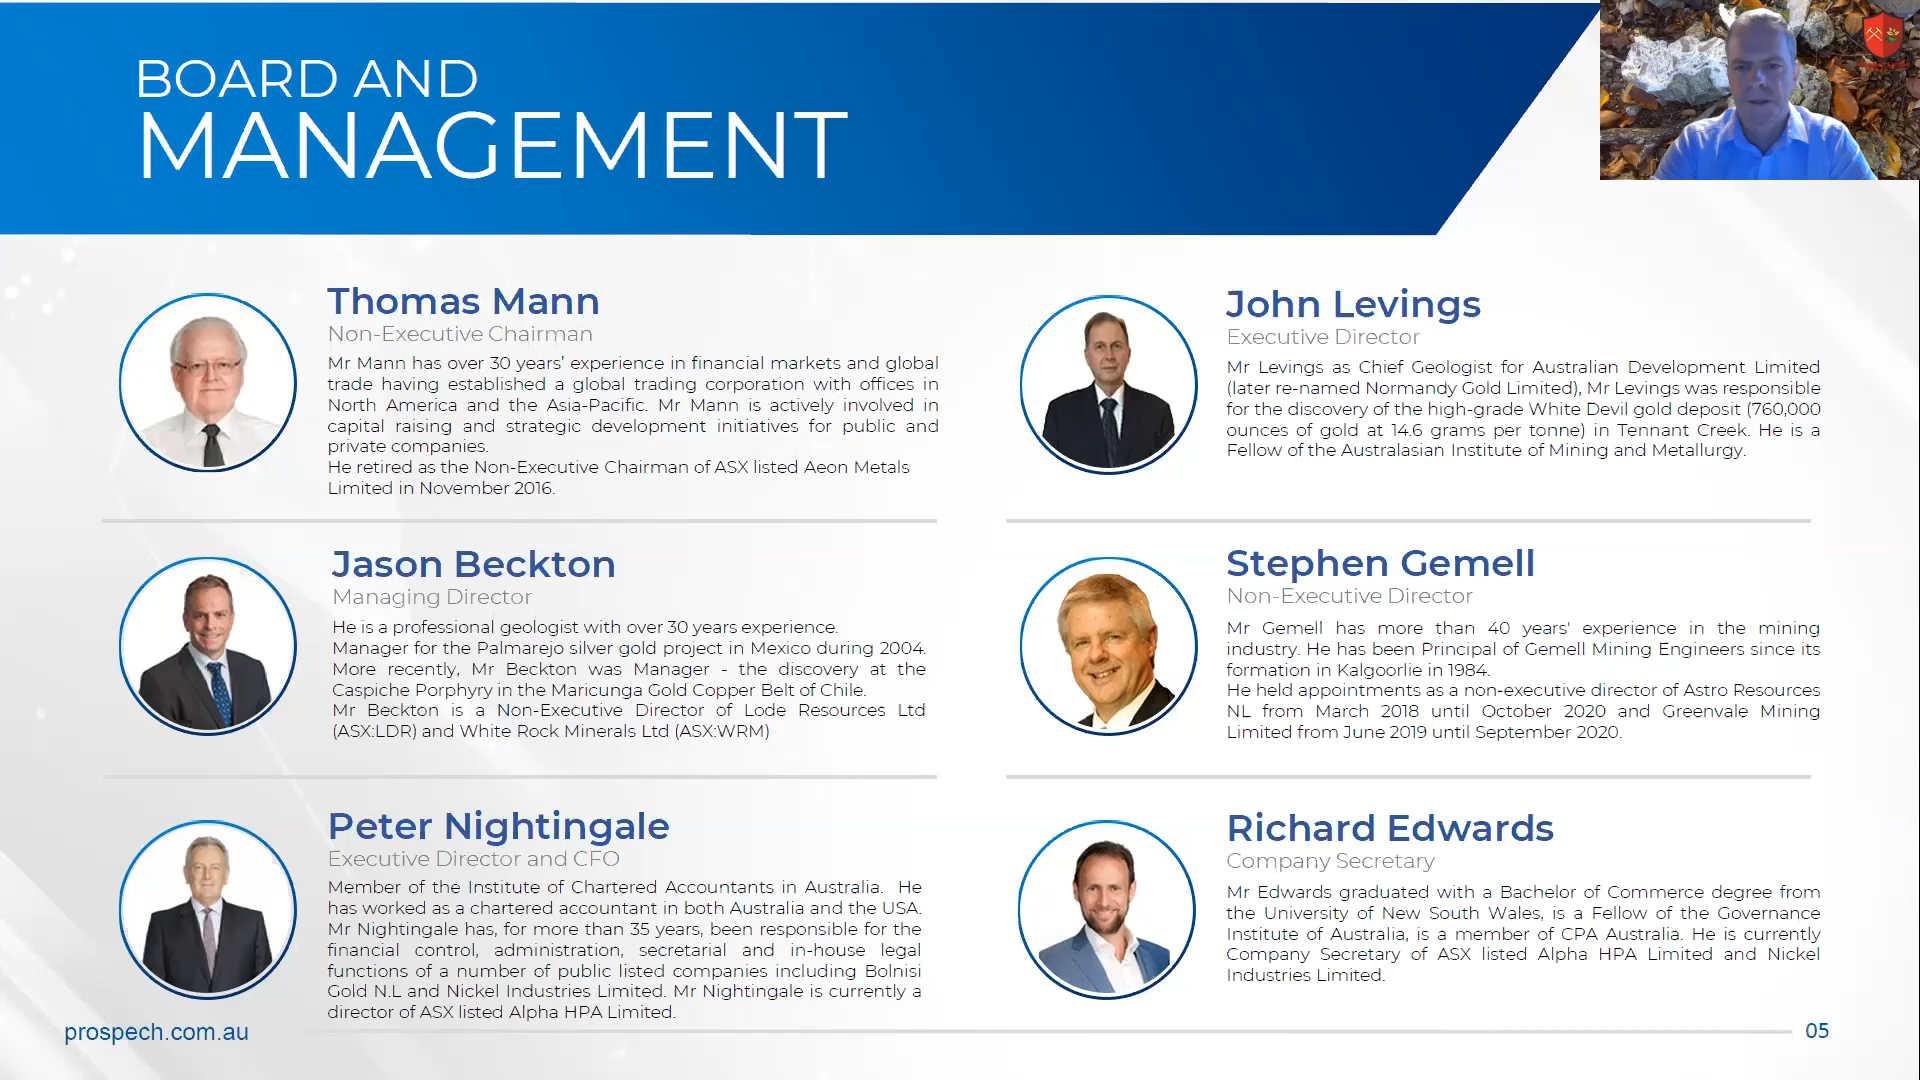 BOARD AND
MANAGEMENT
Thomas Mann
Non-Executive Chairman
Mr Mann has over 30 years’ experience in financial markets and global
trade having established a global trading corporation with offices in
North America and the Asia-Pacific. Mr Mann is actively involved in
capital raising and strategic development initiatives for public and
private companies.
He retired as the Non-Executive Chairman of ASX listed Aeon Metals
Limited in November 2016.
John Levings
Executive Director
Mr Levings as Chief Geologist for Australian Development Limited
(later re-named Normandy Gold Limited), Mr Levings was responsible
for the discovery of the high-grade White Devil gold deposit (760,000
ounces of gold at 14.6 grams per tonne) in Tennant Creek. He is a
Fellow of the Australasian Institute of Mining and Metallurgy.
Jason Beckton
Managing Director
He is a professional geologist with over 30 years experience.
Manager for the Palmarejo silver gold project in Mexico during 2004.
More recently, Mr Beckton was Manager - the discovery at the
Caspiche Porphyry in the Maricunga Gold Copper Belt of Chile.
Mr Beckton is a Non-Executive Director of Lode Resources Ltd
(ASX:LDR) and White Rock Minerals Ltd (ASX:WRM)
Stephen Gemell
Non-Executive Director
Mr Gemell has more than 40 years' experience in the mining
industry. He has been Principal of Gemell Mining Engineers since its
formation in Kalgoorlie in 1984.
He held appointments as a non-executive director of Astro Resources
NL from March 2018 until October 2020 and Greenvale Mining
Limited from June 2019 until September 2020.
Peter Nightingale
Executive Director and CFO
Member of the Institute of Chartered Accountants in Australia. He
has worked as a chartered accountant in both Australia and the USA.
Mr Nightingale has, for more than 35 years, been responsible for the
financial control, administration, secretarial and in-house legal
functions of a number of public listed companies including Bolnisi
Gold N.L and Nickel Industries Limited. Mr Nightingale is currently a
director of ASX listed Alpha HPA Limited.
Richard Edwards
Company Secretary
Mr Edwards graduated with a Bachelor of Commerce degree from
the University of New South Wales, is a Fellow of the Governance
Institute of Australia, is a member of CPA Australia. He is currently
Company Secretary of ASX listed Alpha HPA Limited and Nickel
Industries Limited.
prospech.com.au
05